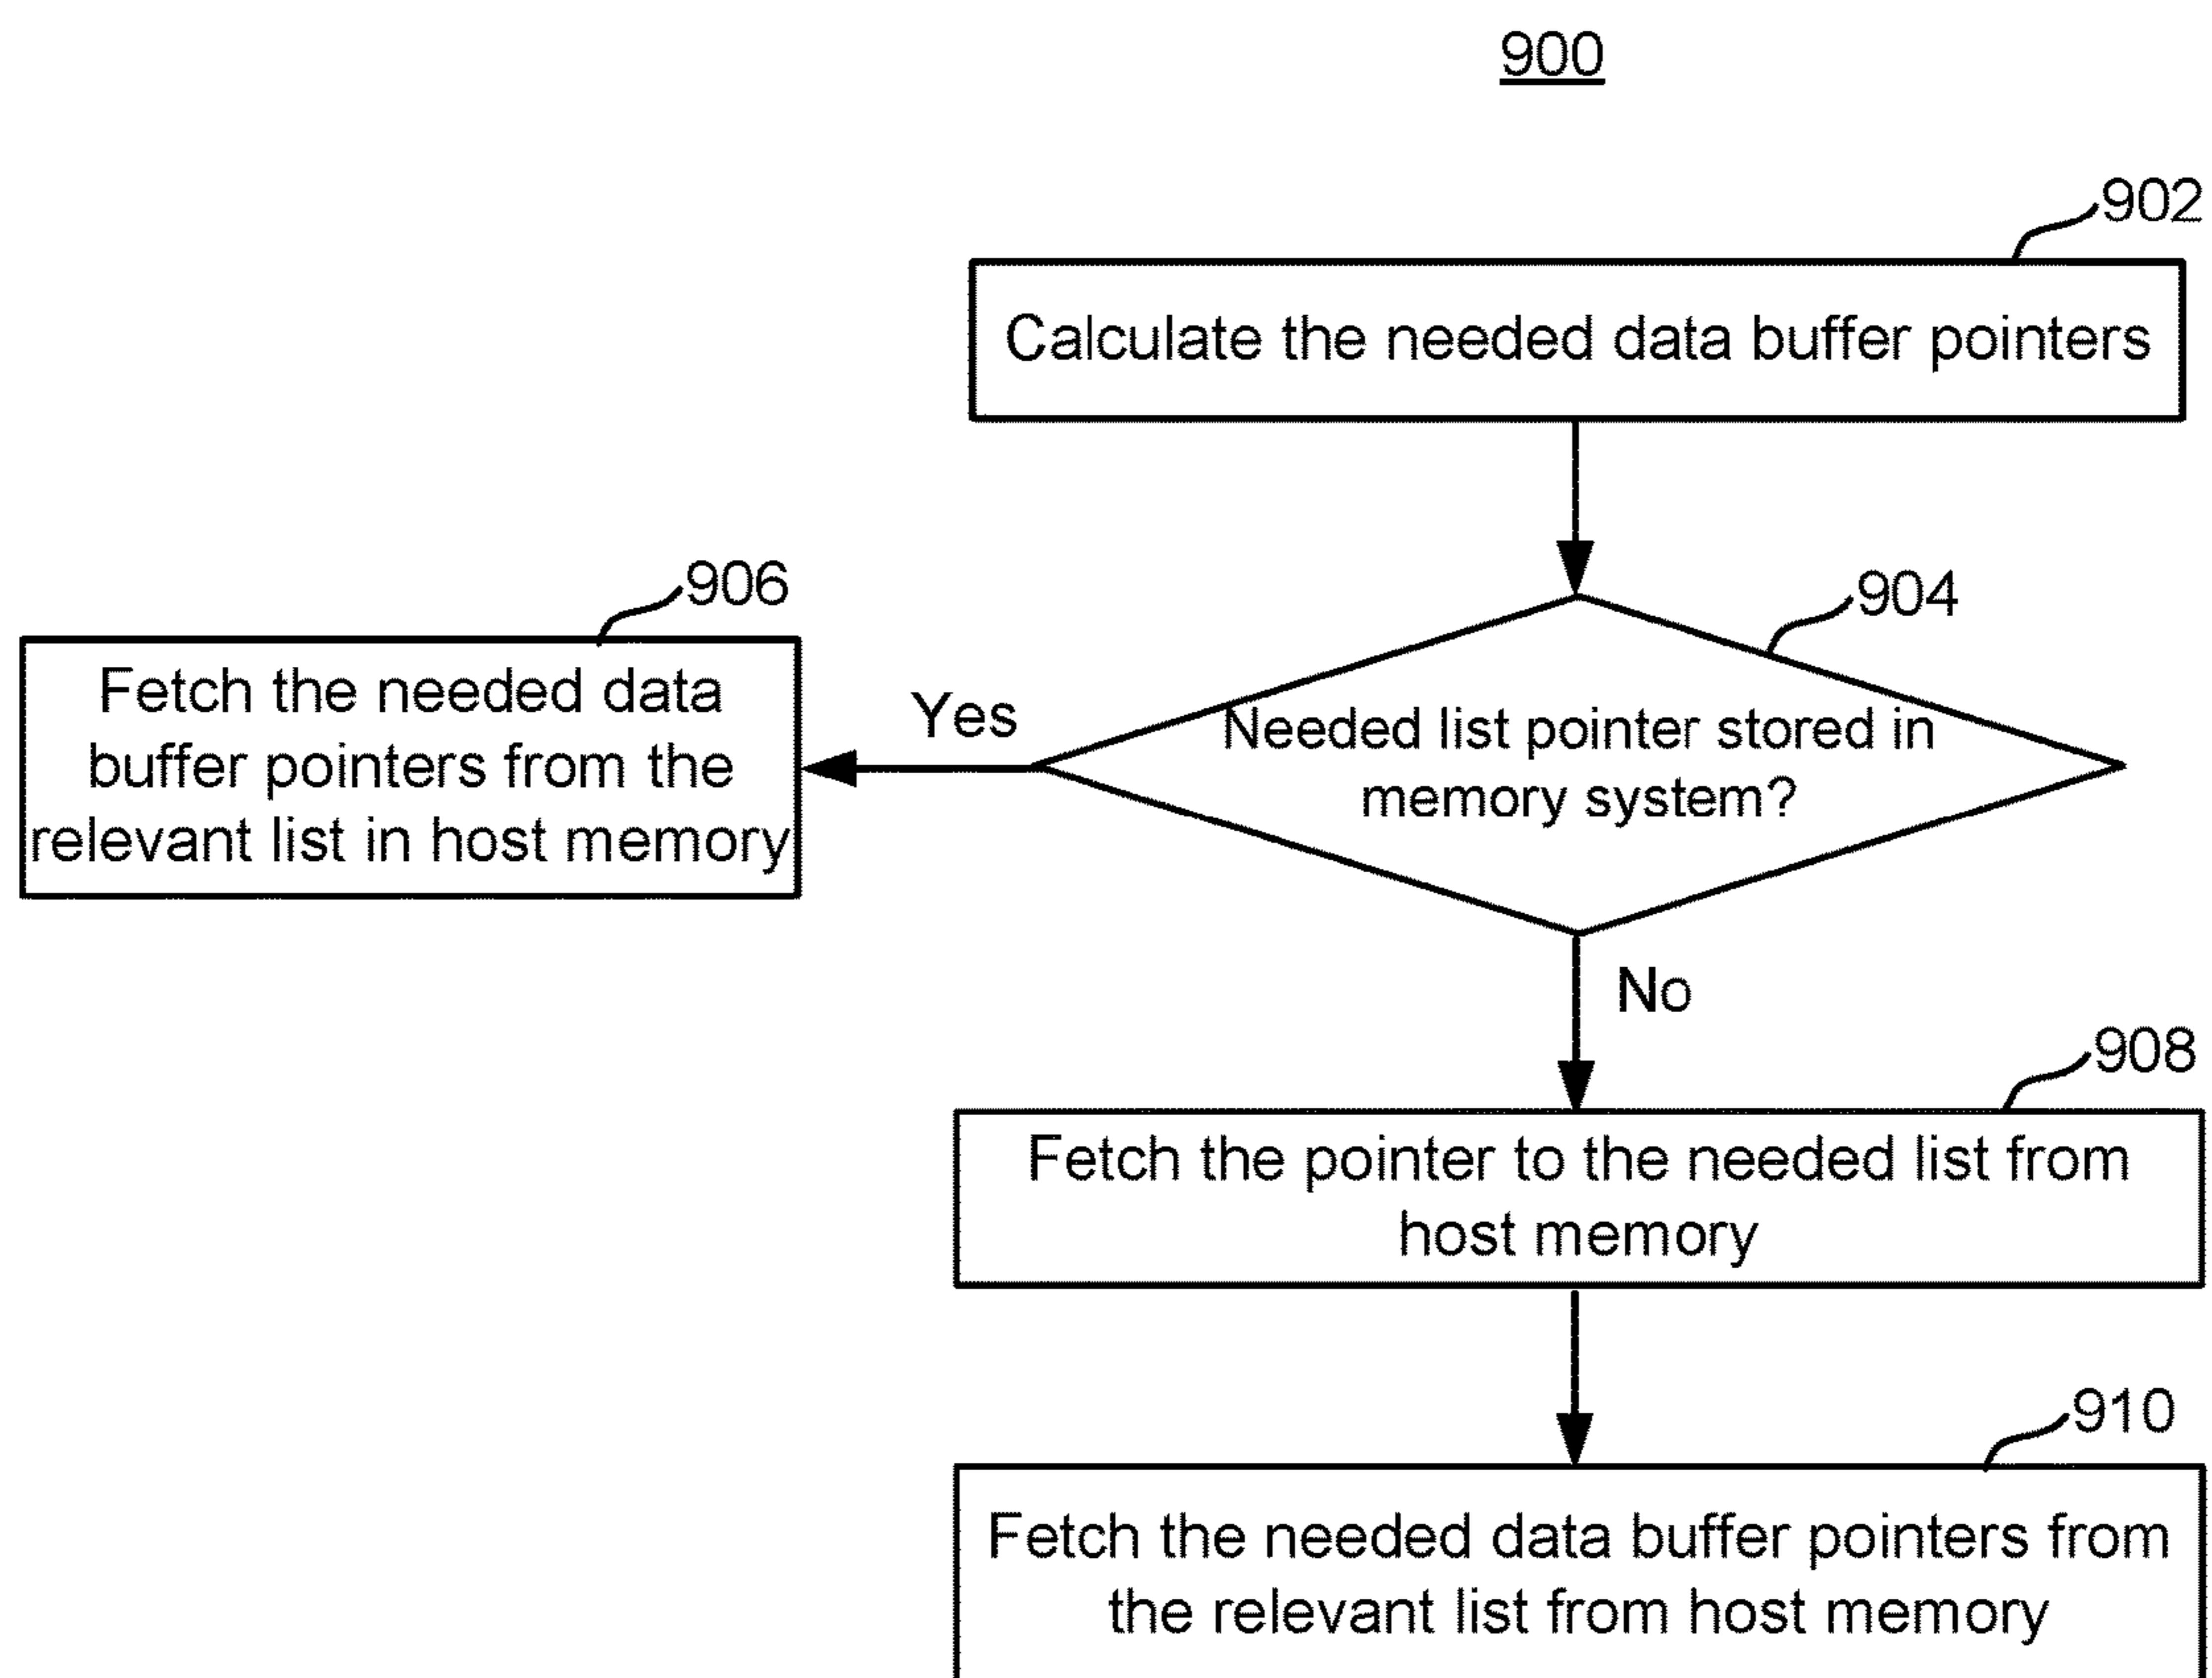 900
902
Calculate the needed data buffer pointers
904
Needed list pointer stored in
memory system?
Yes
906
Fetch the needed data
buffer pointers from the
relevant list in host memory
No
908
Fetch the pointer to the needed list from
host memory
910
Fetch the needed data buffer pointers from
the relevant list from host memory